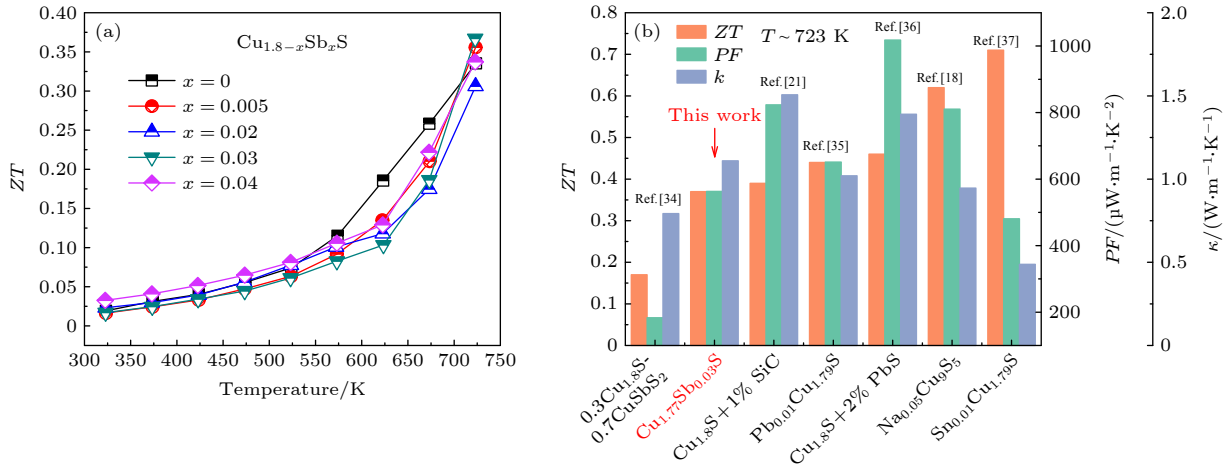 (a)
Cu1.8−xSbxS
x = 0
x = 0.005
x = 0.02
x = 0.03
x = 0.04
ZT
0.40
0.35
0.30
0.25
0.20
0.15
0.10
0.05
0
300 350 400 450 500 550 600 650 700 750
Temperature/K
(b)
ZT
PF
k
T ~ 723 K
This work
Ref.[34]
Ref.[21]
Ref.[35]
Ref.[36]
Ref.[18]
Ref.[37]
ZT
0.8
0.7
0.6
0.5
0.4
0.3
0.2
0.1
0
0.3Cu1.8S-
0.7CuSbS2
Cu1.77Sb0.03S
Cu1.8S+1% SiC
Pb0.01Cu1.79S
Cu1.8S+2% PbS
Na0.05Cu9S5
Sn0.01Cu1.79S
1000
800
600
400
200
PF/(μW·m−1·K−2)
2.0
1.5
1.0
0.5
0
κ/(W·m−1·K−1)